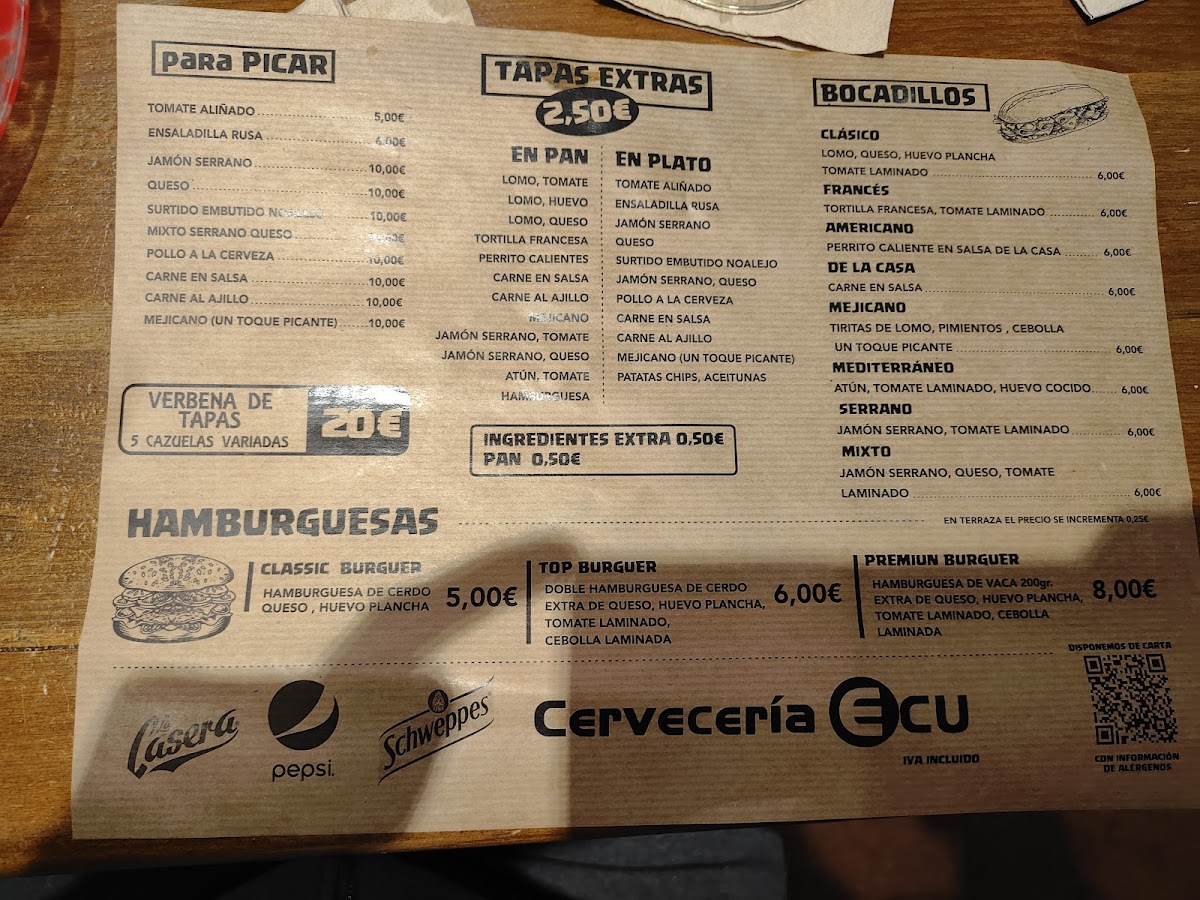 Para PICAR
TOMATE ALIÑADO 5,00€
ENSALADILLA RUSA 6,00€
JAMÓN SERRANO 10,00€
QUESO 10,00€
SURTIDO EMBUTIDO NOALEJO 10,00€
MIXTO SERRANO QUESO 10,00€
POLLO A LA CERVEZA 10,00€
CARNE EN SALSA 10,00€
CARNE AL AJILLO 10,00€
MEJICANO (UN TOQUE PICANTE) 10,00€
VERBENA DE
TAPAS
5 CAZUELAS VARIADAS
20€
TAPAS EXTRAS
2,50€
EN PAN
LOMO, TOMATE
LOMO, HUEVO
LOMO, QUESO
TORTILLA FRANCESA
PERRITO CALIENTES
CARNE EN SALSA
CARNE AL AJILLO
MEJICANO
JAMÓN SERRANO, TOMATE
JAMÓN SERRANO, QUESO
ATÚN, TOMATE
HAMBURGUESA
EN PLATO
TOMATE ALIÑADO
ENSALADILLA RUSA
JAMÓN SERRANO
QUESO
SURTIDO EMBUTIDO NOALEJO
JAMÓN SERRANO, QUESO
POLLO A LA CERVEZA
CARNE EN SALSA
CARNE AL AJILLO
MEJICANO (UN TOQUE PICANTE)
PATATAS CHIPS, ACEITUNAS
INGREDIENTES EXTRA 0,50€
PAN 0,50€
BOCADILLOS
CLÁSICO
LOMO, QUESO, HUEVO PLANCHA
TOMATE LAMINADO 6,00€
FRANCÉS
TORTILLA FRANCESA, TOMATE LAMINADO 6,00€
AMERICANO
PERRITO CALIENTE EN SALSA DE LA CASA 6,00€
DE LA CASA
CARNE EN SALSA 6,00€
MEJICANO
TIRITAS DE LOMO, PIMIENTOS , CEBOLLA
UN TOQUE PICANTE 6,00€
MEDITERRÁNEO
ATÚN, TOMATE LAMINADO, HUEVO COCIDO 6,00€
SERRANO
JAMÓN SERRANO, TOMATE LAMINADO 6,00€
MIXTO
JAMÓN SERRANO, QUESO, TOMATE
LAMINADO 6,00€
EN TERRAZA EL PRECIO SE INCREMENTA 0,25€
HAMBURGUESAS
CLASSIC BURGUER
HAMBURGUESA DE CERDO
QUESO , HUEVO PLANCHA
5,00€
TOP BURGUER
DOBLE HAMBURGUESA DE CERDO
EXTRA DE QUESO, HUEVO PLANCHA,
TOMATE LAMINADO,
CEBOLLA LAMINADA
6,00€
PREMIUN BURGUER
HAMBURGUESA DE VACA 200gr.
EXTRA DE QUESO, HUEVO PLANCHA,
TOMATE LAMINADO, CEBOLLA
LAMINADA
8,00€
La Casera
pepsi.
Schweppes
Cervecería ECU
IVA INCLUIDO
DISPONEMOS DE CARTA
CON INFORMACIÓN
DE ALÉRGENOS